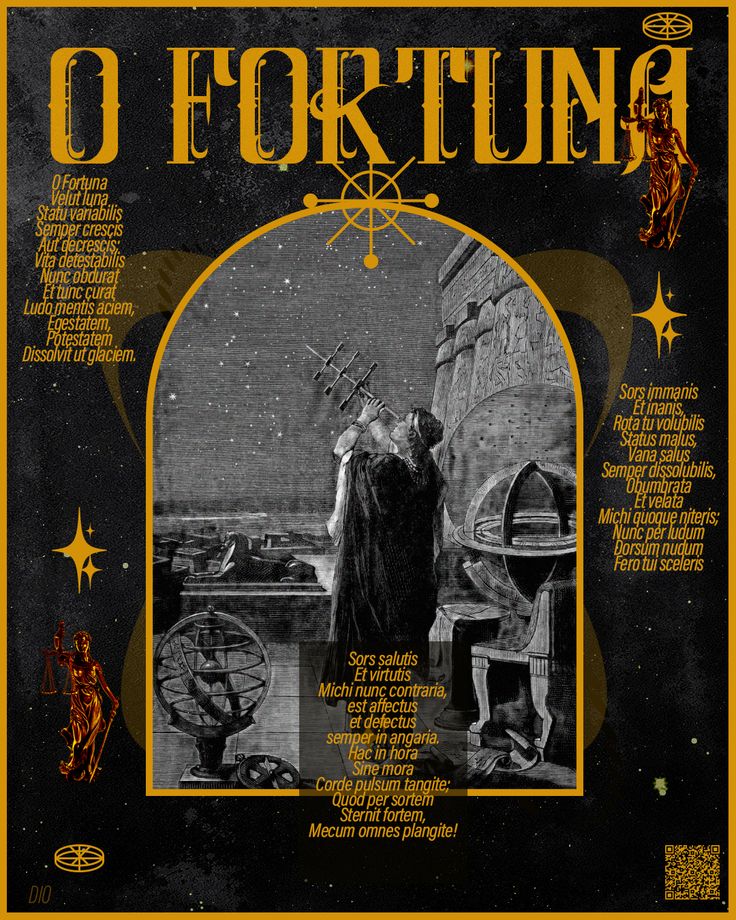 O FORTUNA
O Fortuna
Velut luna
Statu variabilis
Semper crescis
Aut decrescis;
Vita detestabilis
Nunc obdurat
Et tunc curat
Ludo mentis aciem,
Egestatem,
Potestatem
Dissolvit ut glaciem.
Sors immanis
Et inanis,
Rota tu volubilis
Status malus,
Vana salus
Semper dissolubilis,
Obumbrata
Et velata
Michi quoque niteris;
Nunc per ludum
Dorsum nudum
Fero tui sceleris
Sors salutis
Et virtutis
Michi nunc contraria,
est affectus
et defectus
semper in angaria.
Hac in hora
Sine mora
Corde pulsum tangite;
Quod per sortem
Sternit fortem,
Mecum omnes plangite!
DIO